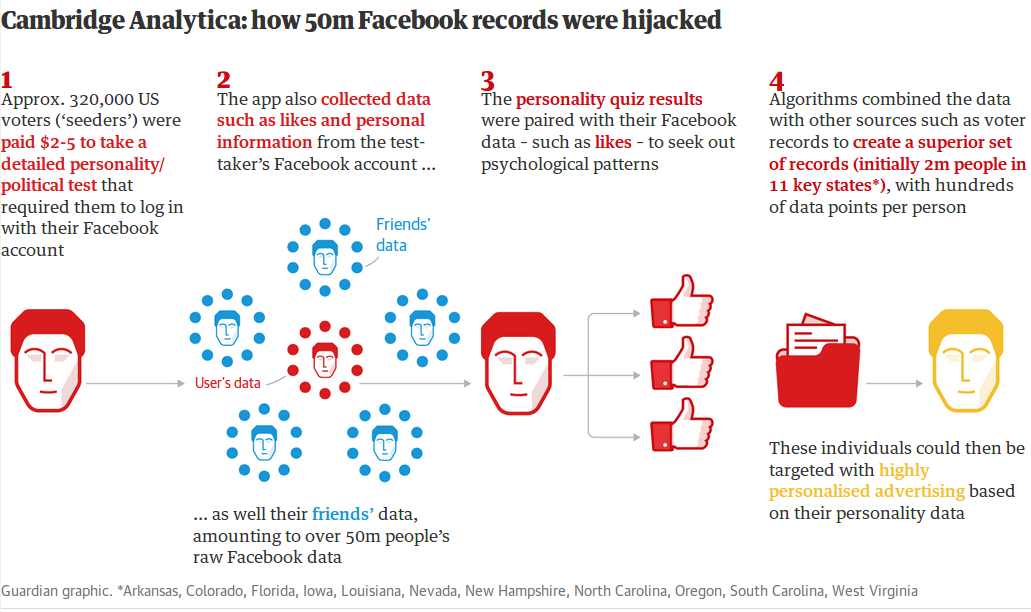 Cambridge Analytica: how 50m Facebook records were hijacked
1
Approx. 320,000 US
voters (‘seeders’) were
paid $2-5 to take a
detailed personality/
political test that
required them to log in
with their Facebook
account
2
The app also collected data
such as likes and personal
information from the test-
taker’s Facebook account ...
Friends’
data
User’s data
... as well their friends’ data,
amounting to over 50m people’s
raw Facebook data
3
The personality quiz results
were paired with their Facebook
data - such as likes - to seek out
psychological patterns
4
Algorithms combined the data
with other sources such as voter
records to create a superior set
of records (initially 2m people in
11 key states*), with hundreds
of data points per person
These individuals could then be
targeted with highly
personalised advertising based
on their personality data
Guardian graphic. *Arkansas, Colorado, Florida, Iowa, Louisiana, Nevada, New Hampshire, North Carolina, Oregon, South Carolina, West Virginia